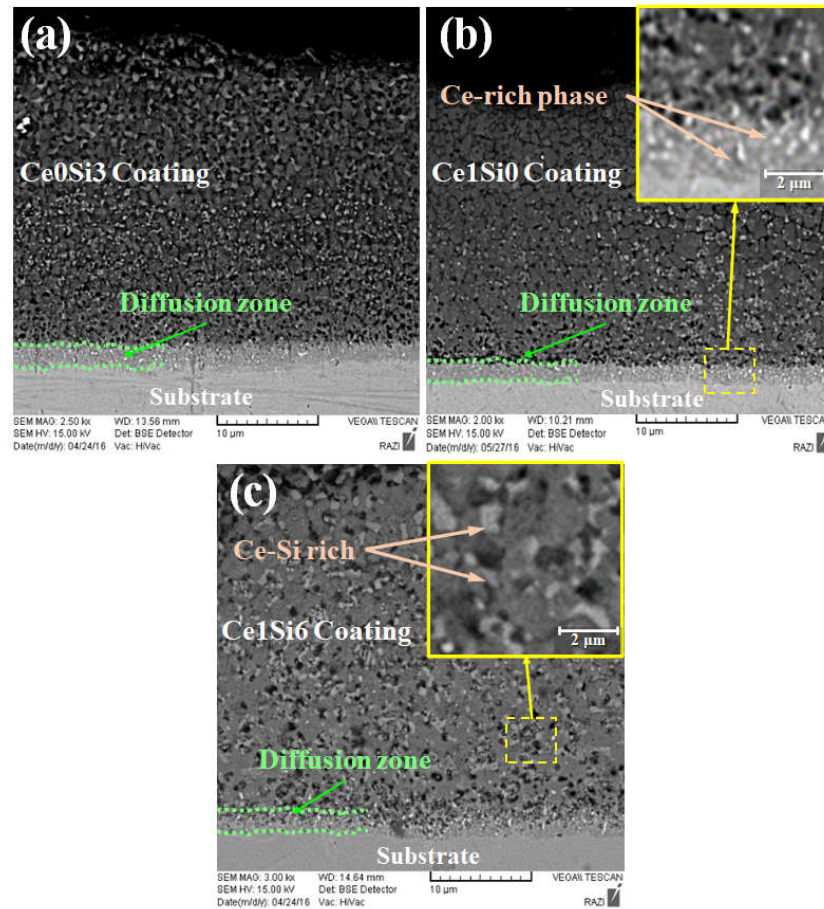 (a)
Ce0Si3 Coating
Diffusion zone
Substrate
SEM MAG: 2.50 kx WD: 13.56 mm
SEM HV: 15.00 kV Det: BSE Detector 10 µm VEGA\\ TESCAN
Date(m/d/y): 04/24/16 Vac: HiVac RAZI
(b)
Ce-rich phase
2 µm
Ce1Si0 Coating
Diffusion zone
Substrate
SEM MAG: 2.00 kx WD: 10.21 mm
SEM HV: 15.00 kV Det: BSE Detector 10 µm VEGA\\ TESCAN
Date(m/d/y): 05/27/16 Vac: HiVac RAZI
(c)
Ce-Si rich
2 µm
Ce1Si6 Coating
Diffusion zone
Substrate
SEM MAG: 3.00 kx WD: 14.64 mm
SEM HV: 15.00 kV Det: BSE Detector 10 µm VEGA\\ TESCAN
Date(m/d/y): 04/24/16 Vac: HiVac RAZI